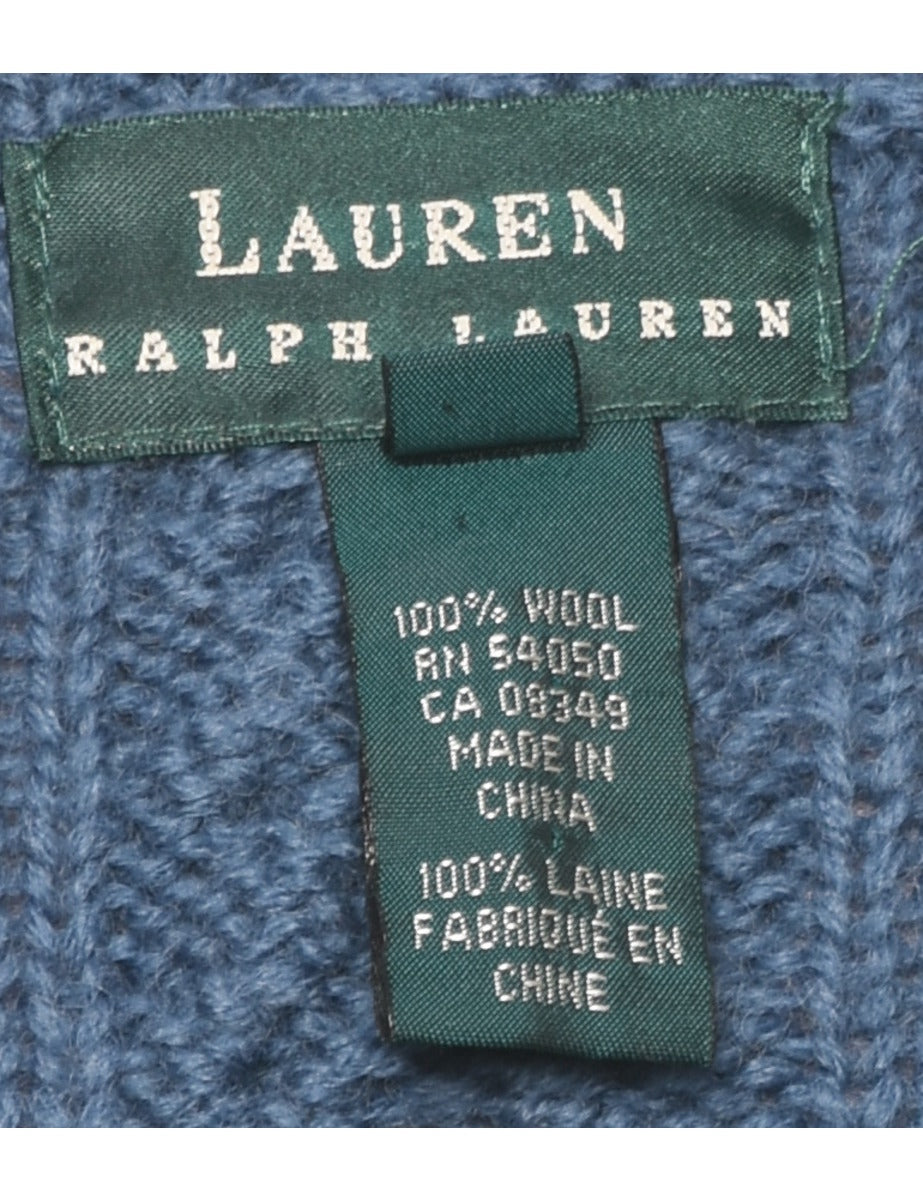 LAUREN
RALPH LAUREN
100% WOOL
RN 54050
CA 08349
MADE IN
CHINA
100% LAINE
FABRIQUÉ EN
CHINE